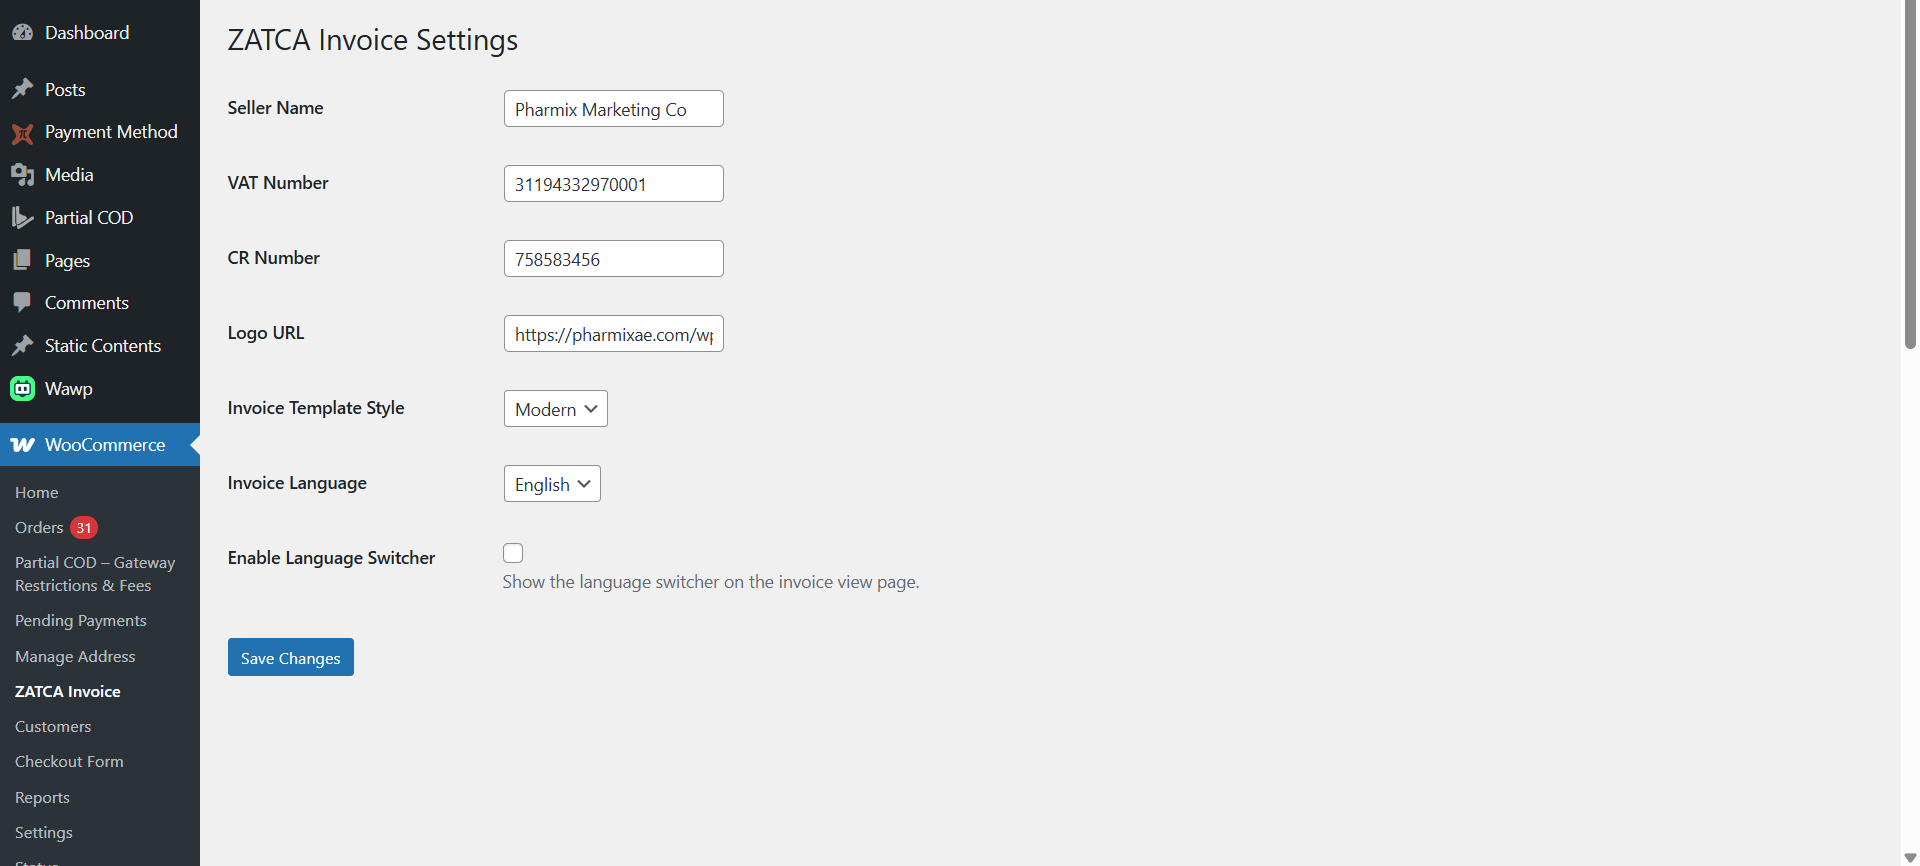 Dashboard
Posts
Payment Method
Media
Partial COD
Pages
Comments
Static Contents
Wawp
WooCommerce
Home
Orders 31
Partial COD – Gateway
Restrictions & Fees
Pending Payments
Manage Address
ZATCA Invoice
Customers
Checkout Form
Reports
Settings
ZATCA Invoice Settings
Seller Name
Pharmix Marketing Co
VAT Number
31194332970001
CR Number
758583456
Logo URL
https://pharmixae.com/wp
Invoice Template Style
Modern
Invoice Language
English
Enable Language Switcher
Show the language switcher on the invoice view page.
Save Changes